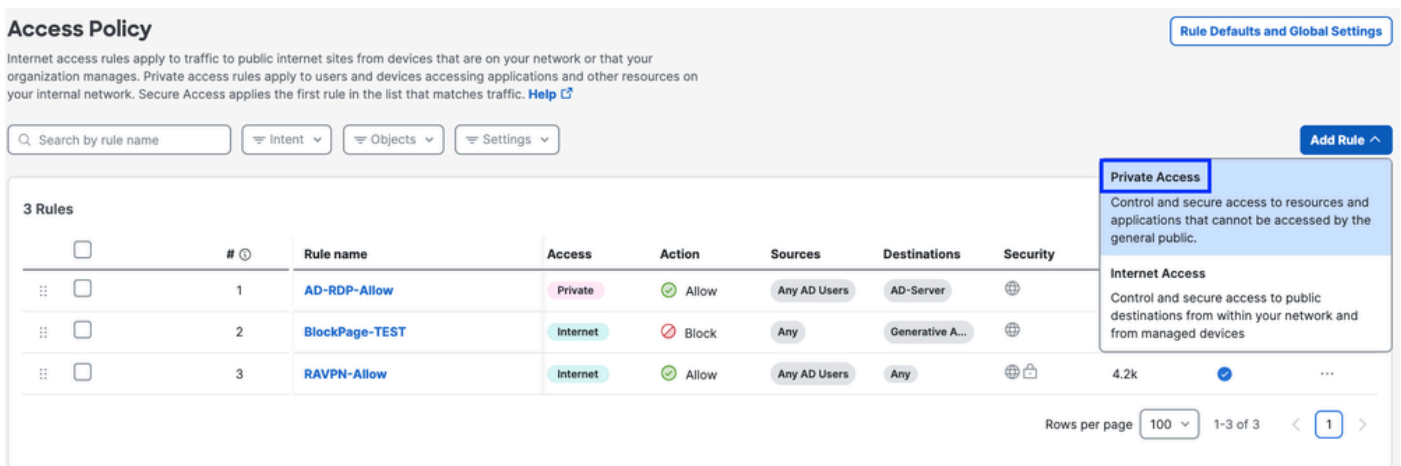 Access Policy
Rule Defaults and Global Settings
Internet access rules apply to traffic to public internet sites from devices that are on your network or that your
organization manages. Private access rules apply to users and devices accessing applications and other resources on
your internal network. Secure Access applies the first rule in the list that matches traffic. Help
Search by rule name
Intent
Objects
Settings
Add Rule
Private Access
Control and secure access to resources and
applications that cannot be accessed by the
general public.
Internet Access
Control and secure access to public
destinations from within your network and
from managed devices
3 Rules
# Rule name Access Action Sources Destinations Security
1 AD-RDP-Allow Private Allow Any AD Users AD-Server
2 BlockPage-TEST Internet Block Any Generative A...
3 RAVPN-Allow Internet Allow Any AD Users Any 4.2k ...
Rows per page 100 1-3 of 3 < 1 >